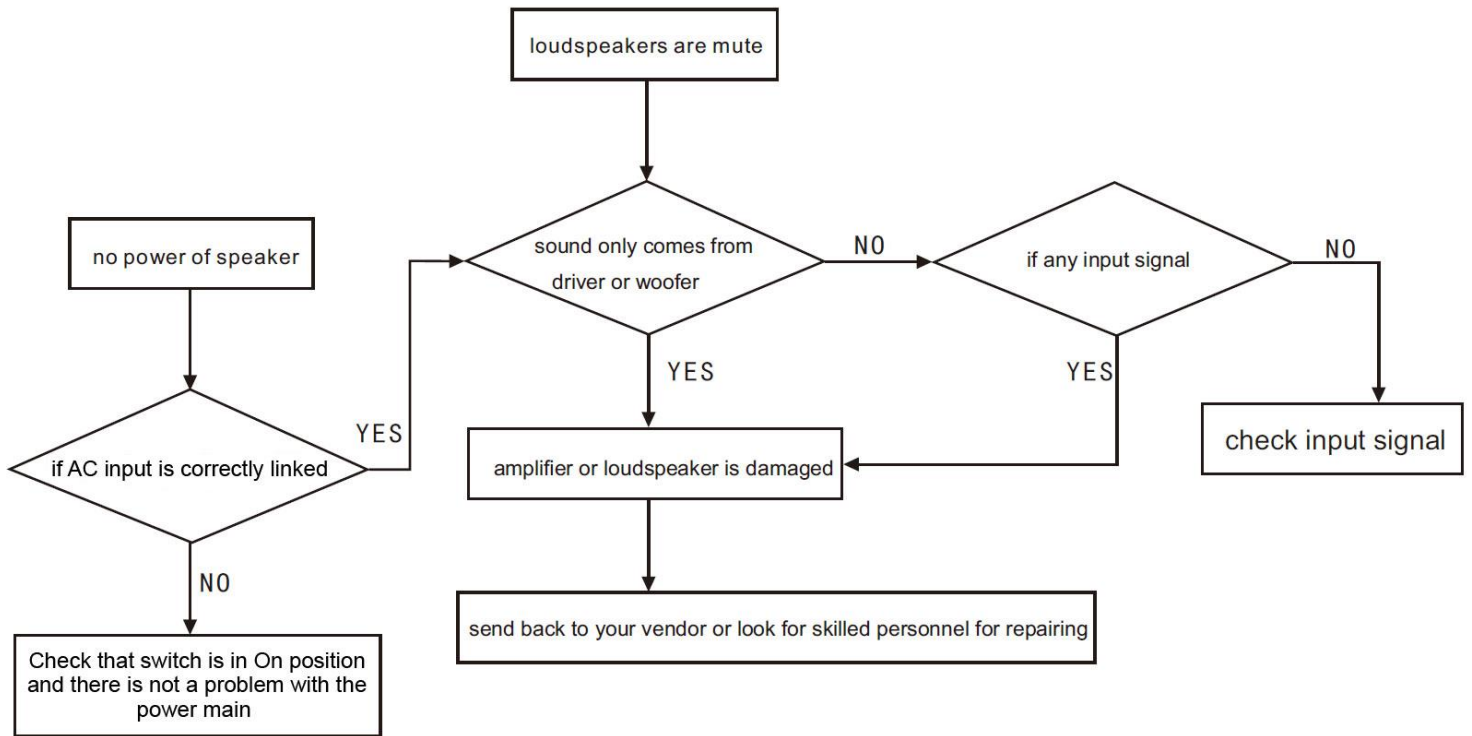 loudspeakers are mute
no power of speaker
sound only comes from
driver or woofer
NO
if any input signal
NO
YES
YES
YES
if AC input is correctly linked
amplifier or loudspeaker is damaged
check input signal
NO
send back to your vendor or look for skilled personnel for repairing
Check that switch is in On position
and there is not a problem with the
power main